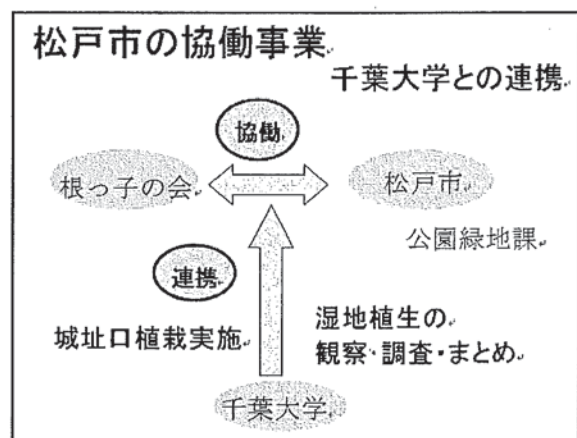 松戸市の協働事業
千葉大学との連携
協働
根っ子の会
松戸市
公園緑地課
連携
城址口植栽実施
湿地植生の
観察・調査・まとめ
千葉大学